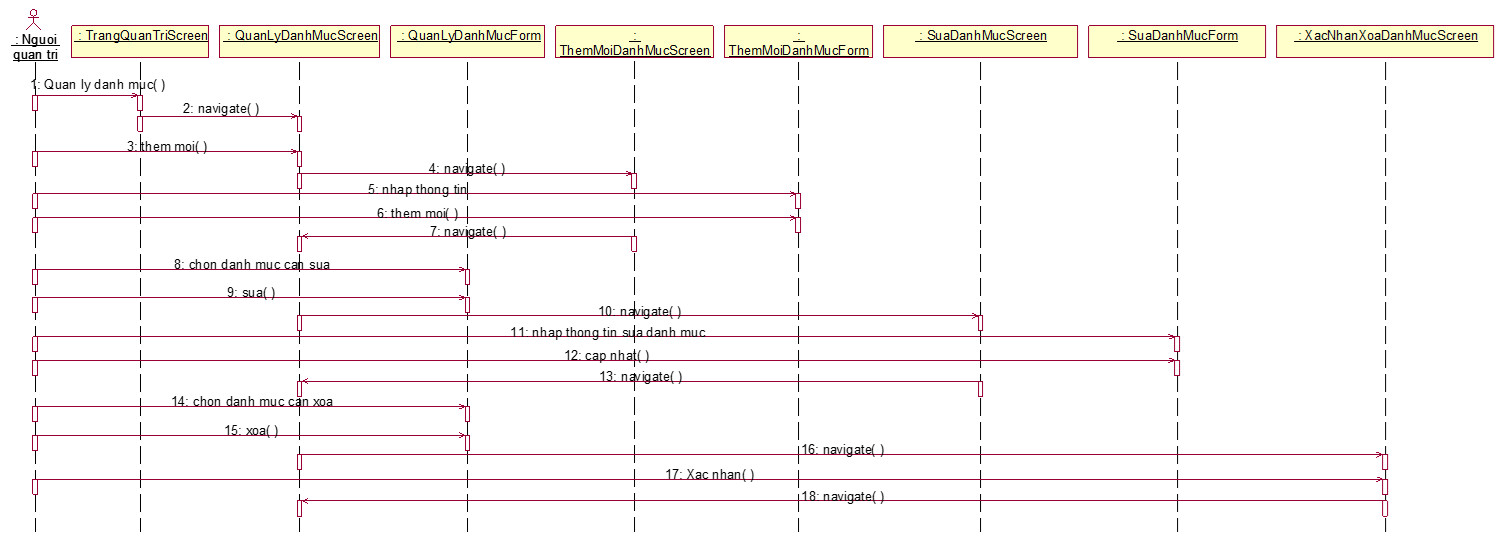 : Nguoi
quan tri
: TrangQuanTriScreen
: QuanLyDanhMucScreen
: QuanLyDanhMucForm
:
ThemMoiDanhMucScreen
:
ThemMoiDanhMucForm
: SuaDanhMucScreen
: SuaDanhMucForm
: XacNhanXoaDanhMucScreen
1: Quan ly danh muc( )
2: navigate( )
3: them moi( )
4: navigate( )
5: nhap thong tin
6: them moi( )
7: navigate( )
8: chon danh muc can sua
9: sua( )
10: navigate( )
11: nhap thong tin sua danh muc
12: cap nhat( )
13: navigate( )
14: chon danh muc can xoa
15: xoa( )
16: navigate( )
17: Xac nhan( )
18: navigate( )